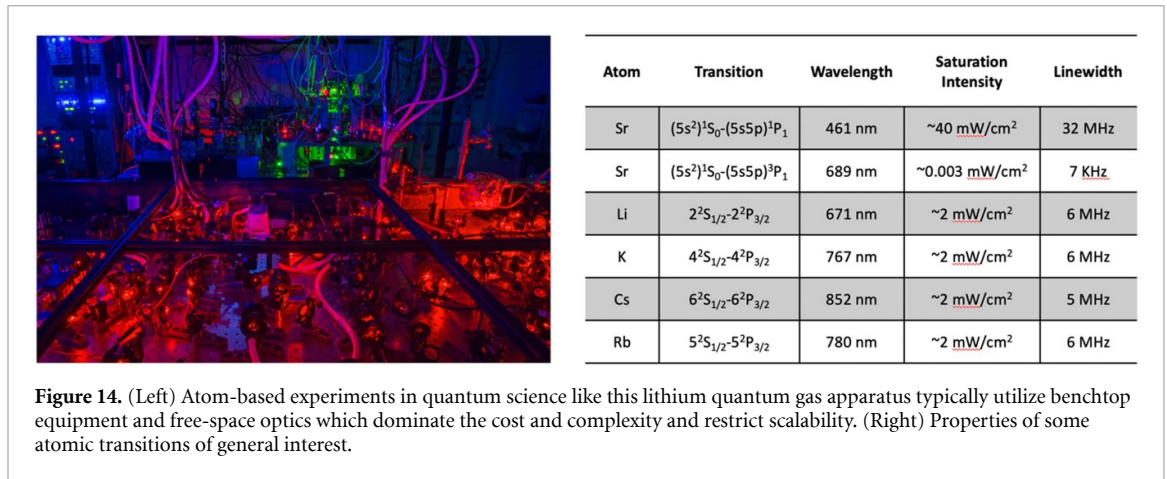 Atom Transition Wavelength Saturation Intensity Linewidth
Sr (5s²)¹S₀-(5s5p)¹P₁ 461 nm ~40 mW/cm² 32 MHz
Sr (5s²)¹S₀-(5s5p)³P₁ 689 nm ~0.003 mW/cm² 7 KHz
Li 2²S₁/₂-2²P₃/₂ 671 nm ~2 mW/cm² 6 MHz
K 4²S₁/₂-4²P₃/₂ 767 nm ~2 mW/cm² 6 MHz
Cs 6²S₁/₂-6²P₃/₂ 852 nm ~2 mW/cm² 5 MHz
Rb 5²S₁/₂-5²P₃/₂ 780 nm ~2 mW/cm² 6 MHz
Figure 14. (Left) Atom-based experiments in quantum science like this lithium quantum gas apparatus typically utilize benchtop
equipment and free-space optics which dominate the cost and complexity and restrict scalability. (Right) Properties of some
atomic transitions of general interest.